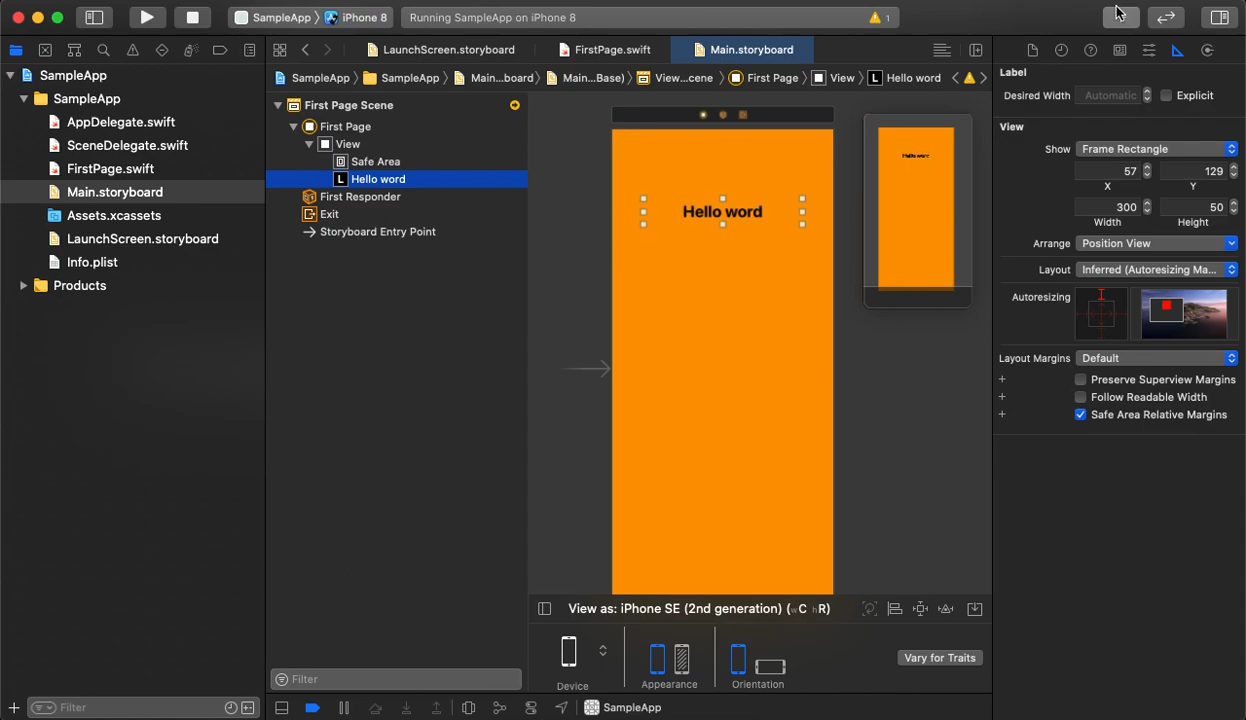 SampleApp
iPhone 8
Running SampleApp on iPhone 8
1
LaunchScreen.storyboard
FirstPage.swift
Main.storyboard
SampleApp
SampleApp
Main...board
Main...Base)
View...cene
First Page
View
L Hello word
SampleApp
SampleApp
AppDelegate.swift
SceneDelegate.swift
FirstPage.swift
Main.storyboard
Assets.xcassets
LaunchScreen.storyboard
Info.plist
Products
First Page Scene
First Page
View
Safe Area
L Hello word
First Responder
Exit
Storyboard Entry Point
Hello word
Hello word
Label
Desired Width Automatic Explicit
View
Show Frame Rectangle
57 129
X Y
300 50
Width Height
Arrange Position View
Layout Inferred (Autoresizing Ma...
Autoresizing
Layout Margins Default
Preserve Superview Margins
Follow Readable Width
Safe Area Relative Margins
View as: iPhone SE (2nd generation) (wC hR)
Device
Appearance
Orientation
Vary for Traits
Filter
Filter
SampleApp